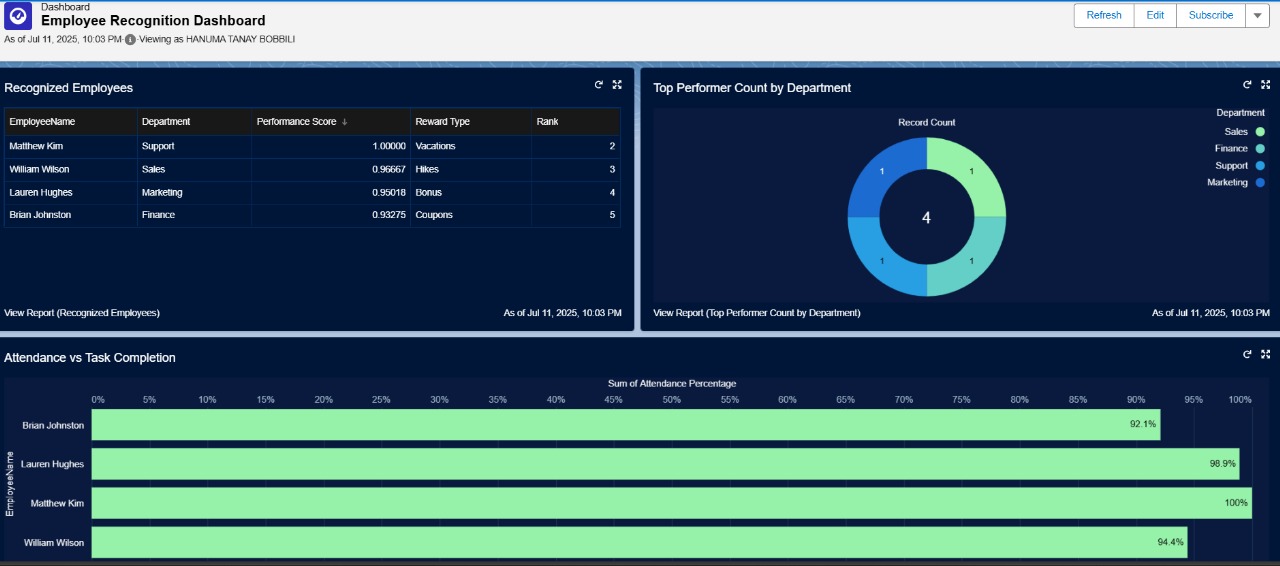 Dashboard
Employee Recognition Dashboard
As of Jul 11, 2025, 10:03 PM·Viewing as HANUMA TANAY BOBBILI
Refresh Edit Subscribe
Recognized Employees
EmployeeName Department Performance Score ↓ Reward Type Rank
Matthew Kim Support 1.00000 Vacations 2
William Wilson Sales 0.96667 Hikes 3
Lauren Hughes Marketing 0.95018 Bonus 4
Brian Johnston Finance 0.93275 Coupons 5
View Report (Recognized Employees) As of Jul 11, 2025, 10:03 PM
Top Performer Count by Department
Record Count
1 1
4
1 1
Department
Sales
Finance
Support
Marketing
View Report (Top Performer Count by Department) As of Jul 11, 2025, 10:03 PM
Attendance vs Task Completion
Sum of Attendance Percentage
0% 5% 10% 15% 20% 25% 30% 35% 40% 45% 50% 55% 60% 65% 70% 75% 80% 85% 90% 95% 100%
EmployeeName
Brian Johnston 92.1%
Lauren Hughes 98.9%
Matthew Kim 100%
William Wilson 94.4%